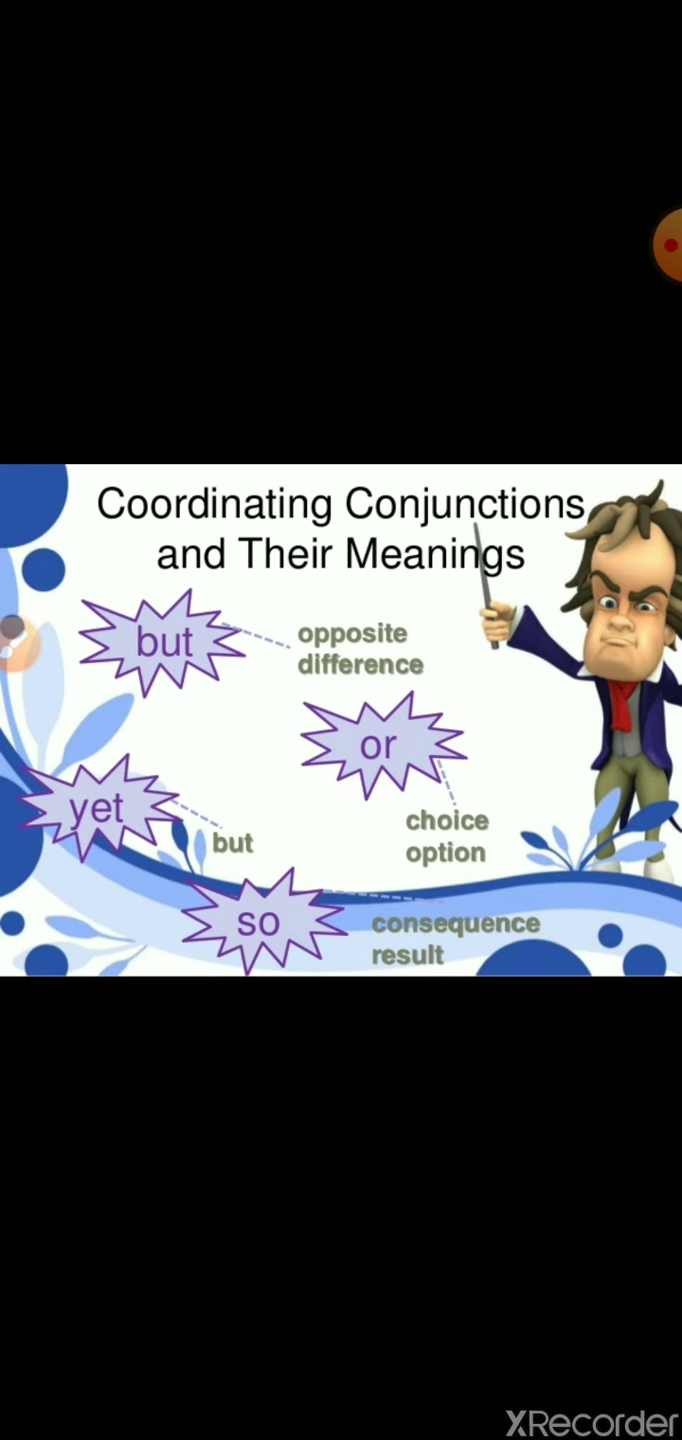 Coordinating Conjunctions
and Their Meanings
but
opposite
difference
or
choice
option
yet
but
so
consequence
result
XRecorder